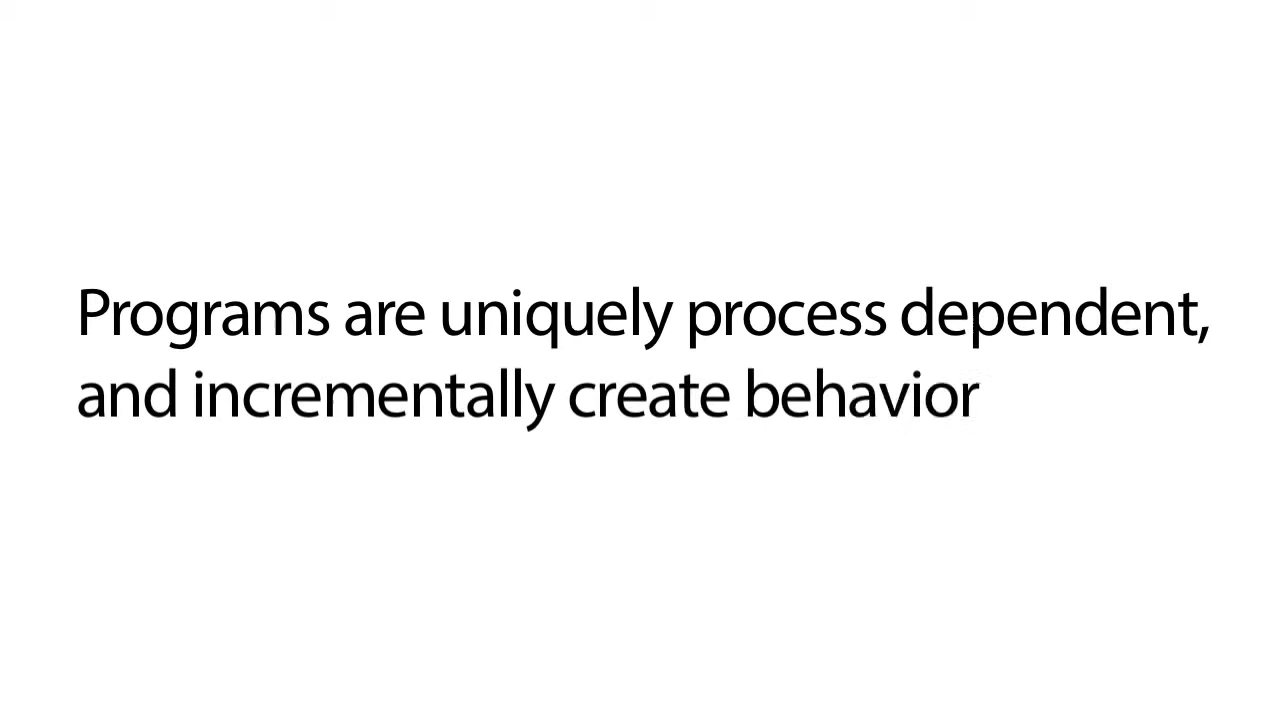 Programs are uniquely process dependent,
and incrementally create behavior